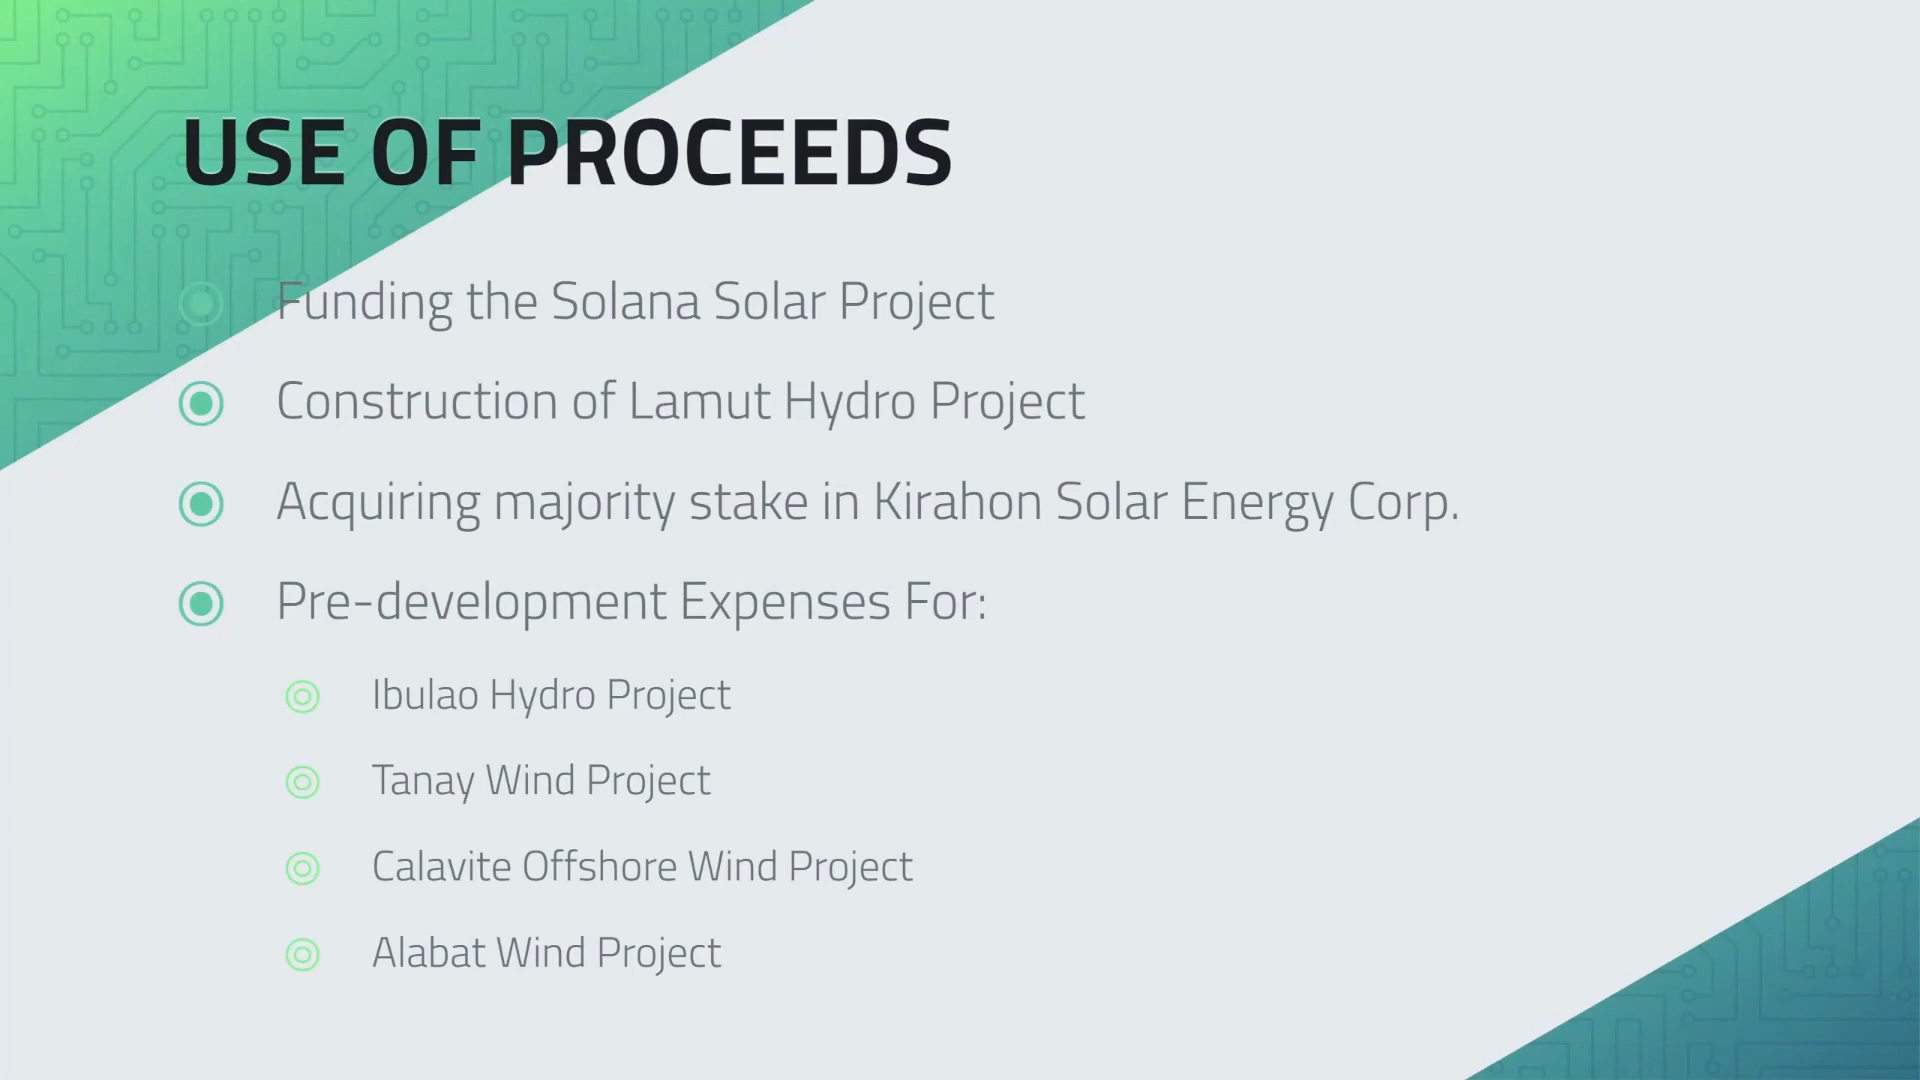 USE OF PROCEEDS
Funding the Solana Solar Project
Construction of Lamut Hydro Project
Acquiring majority stake in Kirahon Solar Energy Corp.
Pre-development Expenses For:
Ibulao Hydro Project
Tanay Wind Project
Calavite Offshore Wind Project
Alabat Wind Project